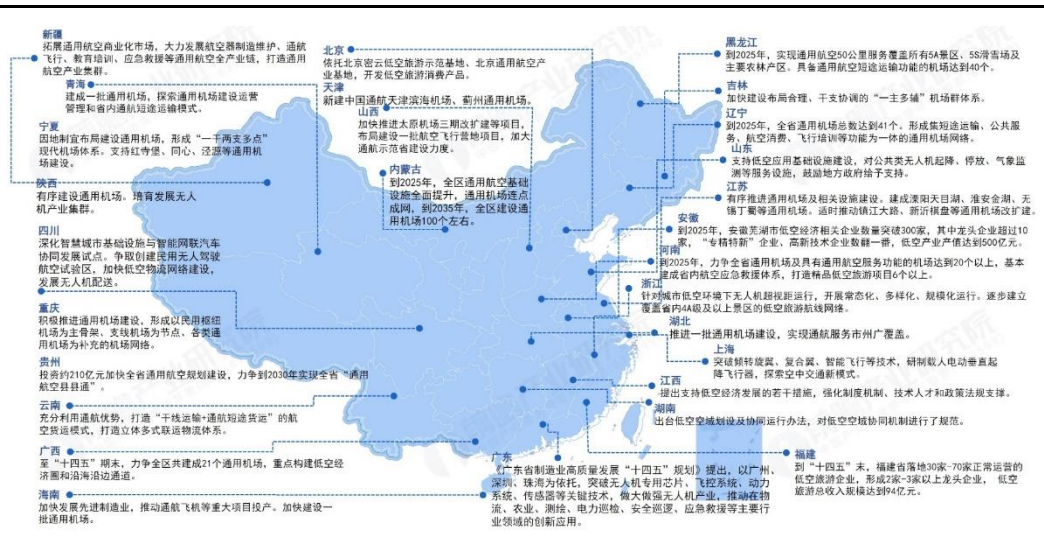 新疆
拓展通用航空商业化市场，大力发展航空器制造维护、通航
飞行、教育培训、应急救援等通用航空全产业链，打造通用
航空产业集群。
青海
建成一批通用机场，探索通用机场建设运营
管理和省内通航短途运输模式。
宁夏
因地制宜布局建设通用机场，形成“一干两支多点”
现代机场体系。支持红寺堡、同心、泾源等通用机
场建设。
陕西
有序建设通用机场。培育发展无人
机产业集群。
四川
深化智慧城市基础设施与智能网联汽车
协同发展试点。争取创建民用无人驾驶
航空试验区，加快低空物流网络建设，
发展无人机配送。
重庆
积极推进通用机场建设，形成以民用枢纽
机场为主骨架、支线机场为节点、各类通
用机场为补充的机场网络。
贵州
投资约210亿元加快全省通用航空规划建设，力争到2030年实现全省“通用
航空县县通”。
云南
充分利用通航优势，打造“干线运输+通航短途货运”的航
空货运模式，打造立体多式联运物流体系。
广西
至“十四五”期末，力争全区共建成21个通用机场，重点构建低空经
济圈和沿海沿边通道。
海南
加快发展先进制造业，推动通航飞机等重大项目投产。加快建设一
批通用机场。
北京
依托北京密云低空旅游示范基地、北京通用航空产
业基地，开发低空旅游消费产品。
天津
新建中国通航天津滨海机场、蓟州通用机场。
山西
加快推进太原机场三期改扩建等项目，
布局建设一批航空飞行营地项目，加大
通航示范省建设力度。
内蒙古
到2025年，全区通用航空基础
设施全面提升，通用机场连点
成网，到2035年，全区建设通
用机场100个左右。
黑龙江
到2025年，实现通用航空50公里服务覆盖所有5A景区、5S滑雪场及
主要农林产区。具备通用航空短途运输功能的机场达到40个。
吉林
加快建设布局合理、干支协调的“一主多辅”机场群体系。
辽宁
到2025年，全省通用机场总数达到41个，形成集短途运输、公共服
务、航空消费、飞行培训等功能为一体的通用机场网络。
山东
支持低空应用基础设施建设，对公共类无人机起降、停放、气象监
测等服务设施，鼓励地方政府给予支持。
江苏
有序推进通用机场及相关设施建设。建成溧阳天目湖、淮安金湖、无
锡丁蜀等通用机场。适时推动镇江大路、新沂棋盘等通用机场改扩建。
安徽
到2025年，安徽芜湖市低空经济相关企业数量突破300家，其中龙头企业超过10
家，“专精特新”企业、高新技术企业数翻一番，低空产业产值达到500亿元。
河南
到2025年，力争全省通用机场及具有通用航空服务功能的机场达到20个以上，基本
建成省内航空应急救援体系，打造精品低空旅游项目6个以上。
浙江
针对城市低空环境下无人机超视距运行，开展常态化、多样化、规模化运行。逐步建立
覆盖省内4A级及以上景区的低空旅游航线网络。
湖北
推进一批通用机场建设，实现通航服务市州广覆盖。
上海
突破倾转旋翼、复合翼、智能飞行等技术，研制载人电动垂直起
降飞行器，探索空中交通新模式。
江西
提出支持低空经济发展的若干措施，强化制度机制、技术人才和政策法规支撑。
湖南
出台低空空域划设及协同运行办法，对低空空域协同机制进行了规范。
福建
到“十四五”末，福建省落地30家-70家正常运营的
低空旅游企业，形成2家-3家以上龙头企业， 低空
旅游总收入规模达到94亿元。
广东
《广东省制造业高质量发展“十四五”规划》提出，以广州、
深圳、珠海为依托，突破无人机专用芯片、飞控系统、动力
系统、传感器等关键技术，做大做强无人机产业，推动在物
流、农业、测绘、电力巡检、安全巡逻、应急救援等主要行
业领域的创新应用。